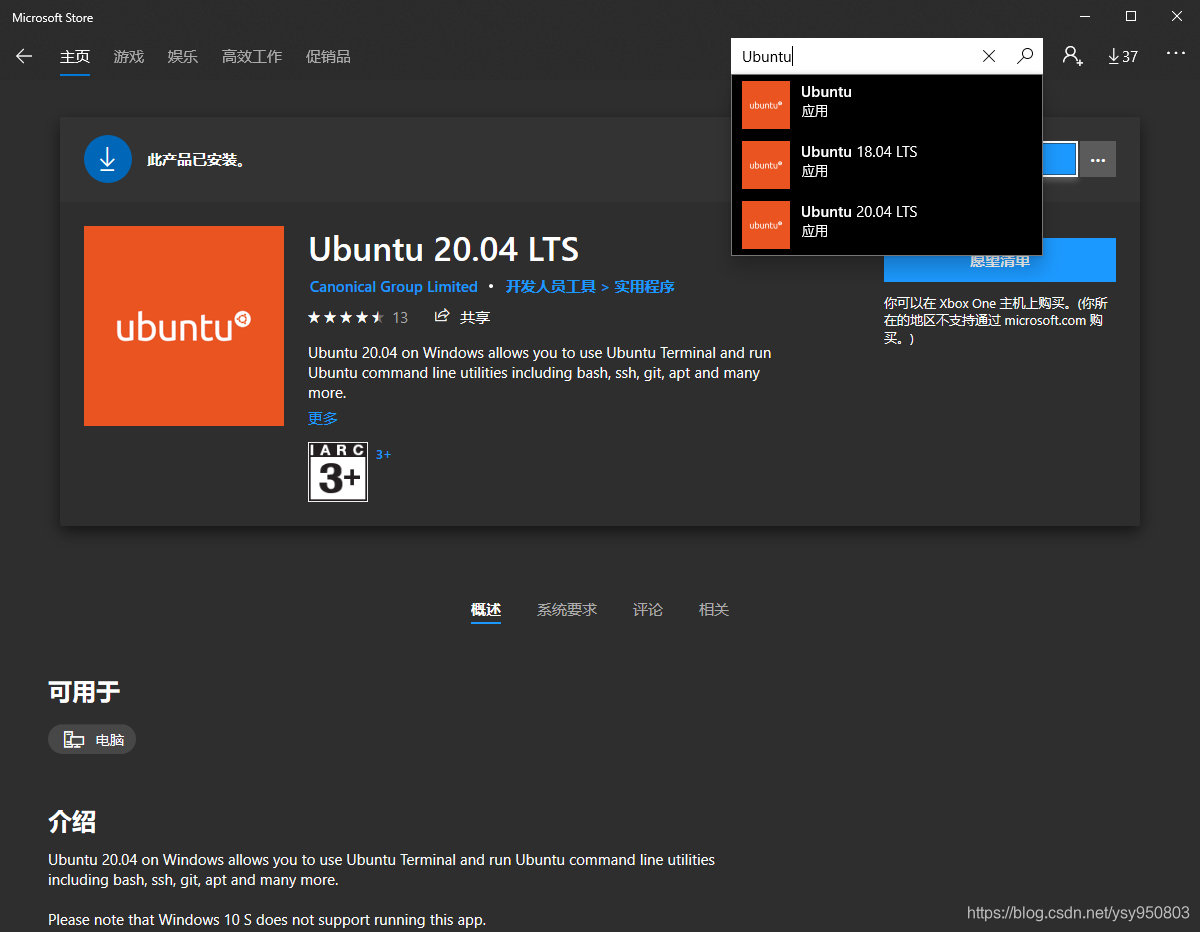 Microsoft Store
主页 游戏 娱乐 高效工作 促销品
Ubuntu
37
Ubuntu
应用
Ubuntu 18.04 LTS
应用
Ubuntu 20.04 LTS
应用
ubuntu
ubuntu
ubuntu
此产品已安装。
ubuntu
Ubuntu 20.04 LTS
Canonical Group Limited • 开发人员工具 > 实用程序
13 共享
Ubuntu 20.04 on Windows allows you to use Ubuntu Terminal and run
Ubuntu command line utilities including bash, ssh, git, apt and many
more.
更多
IARC
3+
3+
愿望清单
你可以在 Xbox One 主机上购买。(你所
在的地区不支持通过 microsoft.com 购
买。)
概述 系统要求 评论 相关
可用于
电脑
介绍
Ubuntu 20.04 on Windows allows you to use Ubuntu Terminal and run Ubuntu command line utilities
including bash, ssh, git, apt and many more.
Please note that Windows 10 S does not support running this app.
https://blog.csdn.net/ysy950803